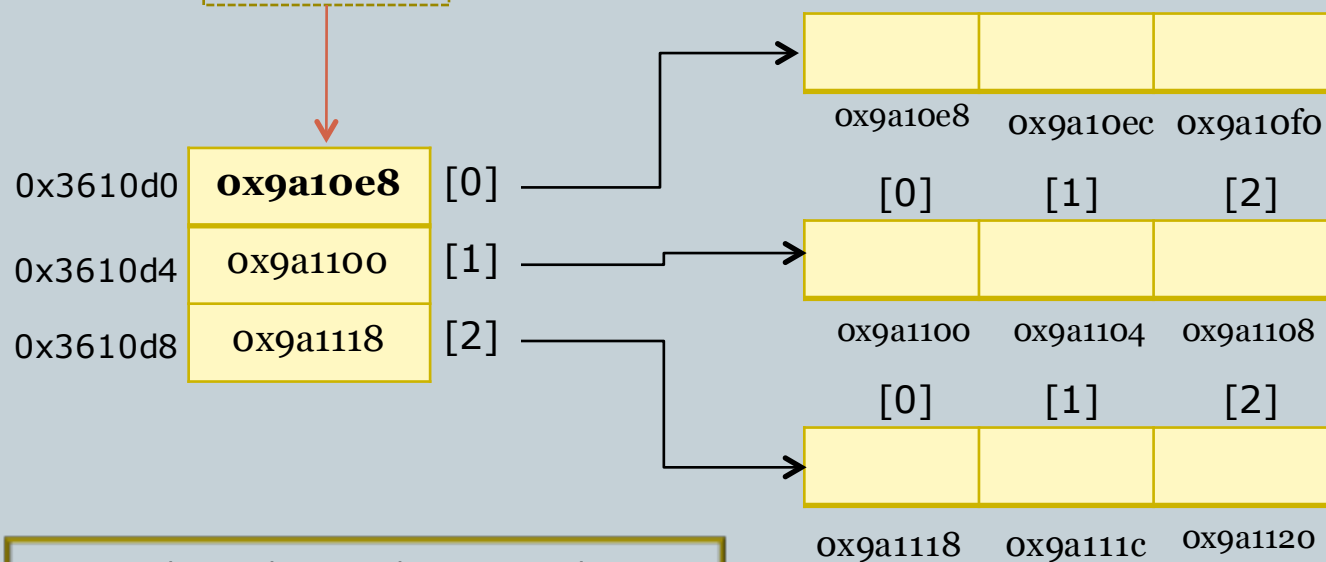 0x9a10e8 0x9a10ec 0x9a10f0
0x3610d0 0x9a10e8 [0] [0] [1] [2]
0x3610d4 0x9a1100 [1]
0x3610d8 0x9a1118 [2] 0x9a1100 0x9a1104 0x9a1108
[0] [1] [2]
0x9a1118 0x9a111c 0x9a1120